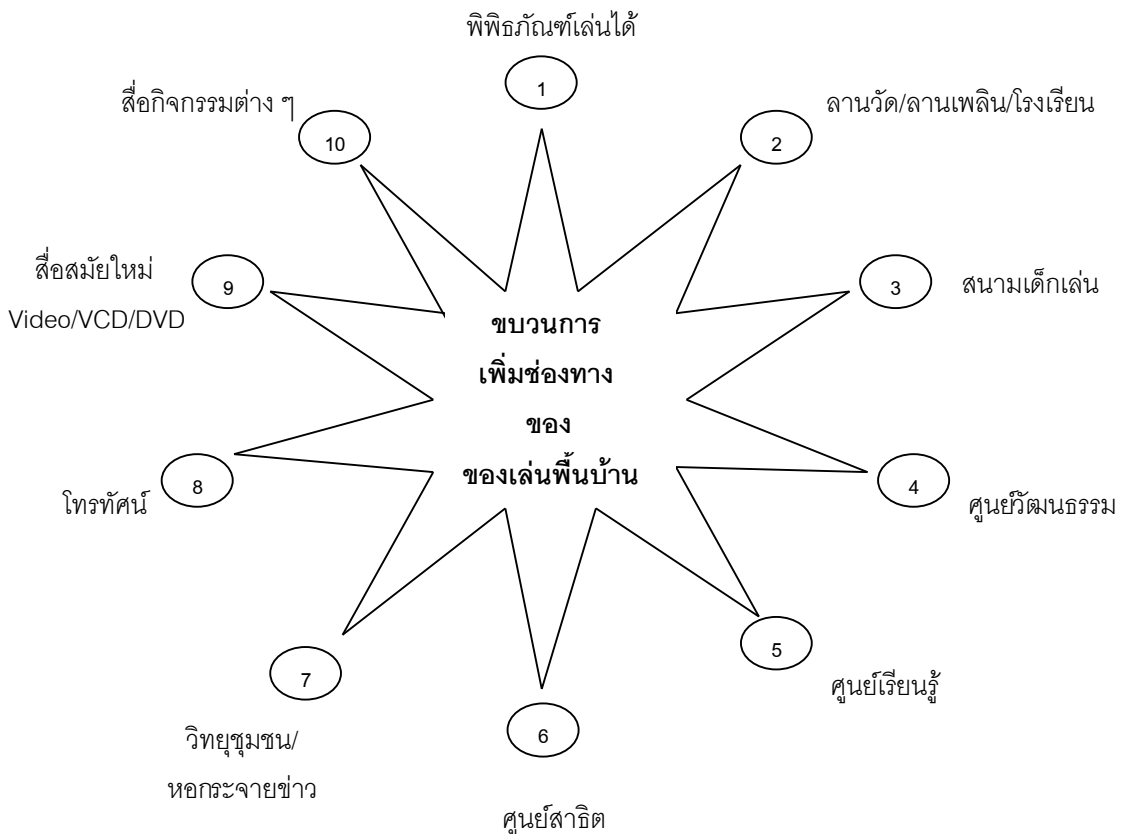 พิพิธภัณฑ์เล่นได้
1
ลานวัด/ลานเพลิน/โรงเรียน
2
สนามเด็กเล่น
3
ศูนย์วัฒนธรรม
4
ศูนย์เรียนรู้
5
ศูนย์สาธิต
6
วิทยุชุมชน/
หอกระจายข่าว
7
โทรทัศน์
8
สื่อสมัยใหม่
Video/VCD/DVD
9
สื่อกิจกรรมต่าง ๆ
10
ขบวนการ
เพิ่มช่องทาง
ของ
ของเล่นพื้นบ้าน